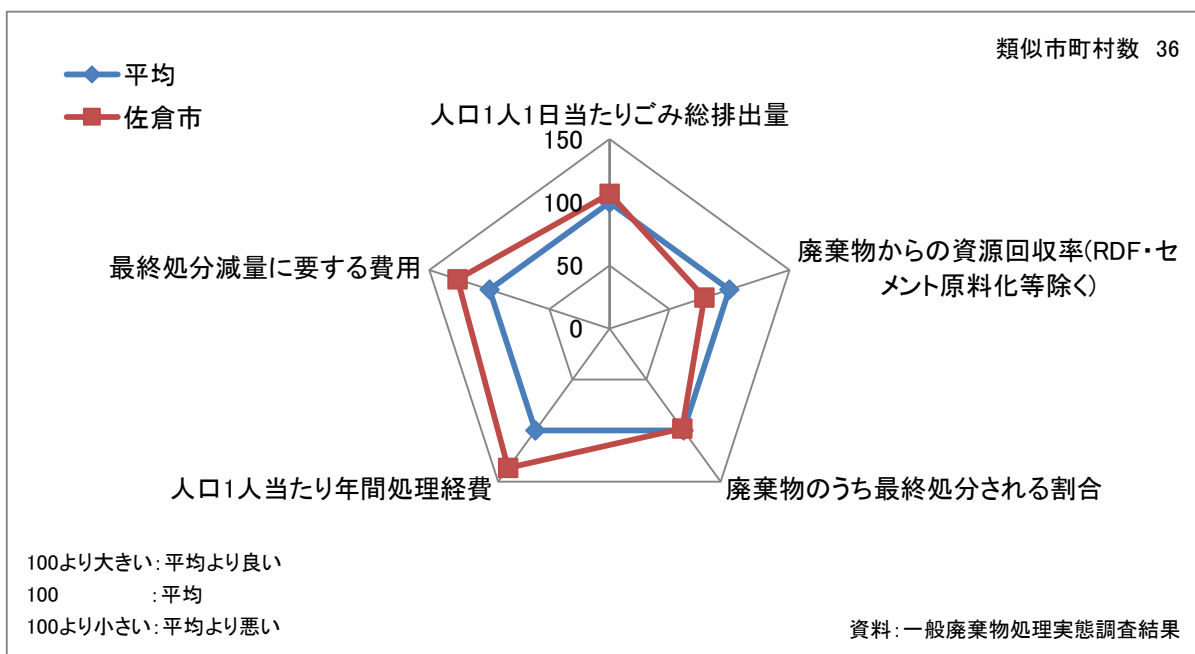 類似市町村数 36
平均
佐倉市
人口1人1日当たりごみ総排出量
150
100
50
0
廃棄物からの資源回収率(RDF・セ
メント原料化等除く)
最終処分減量に要する費用
人口1人当たり年間処理経費
廃棄物のうち最終処分される割合
100より大きい:平均より良い
100 :平均
100より小さい:平均より悪い
資料:一般廃棄物処理実態調査結果